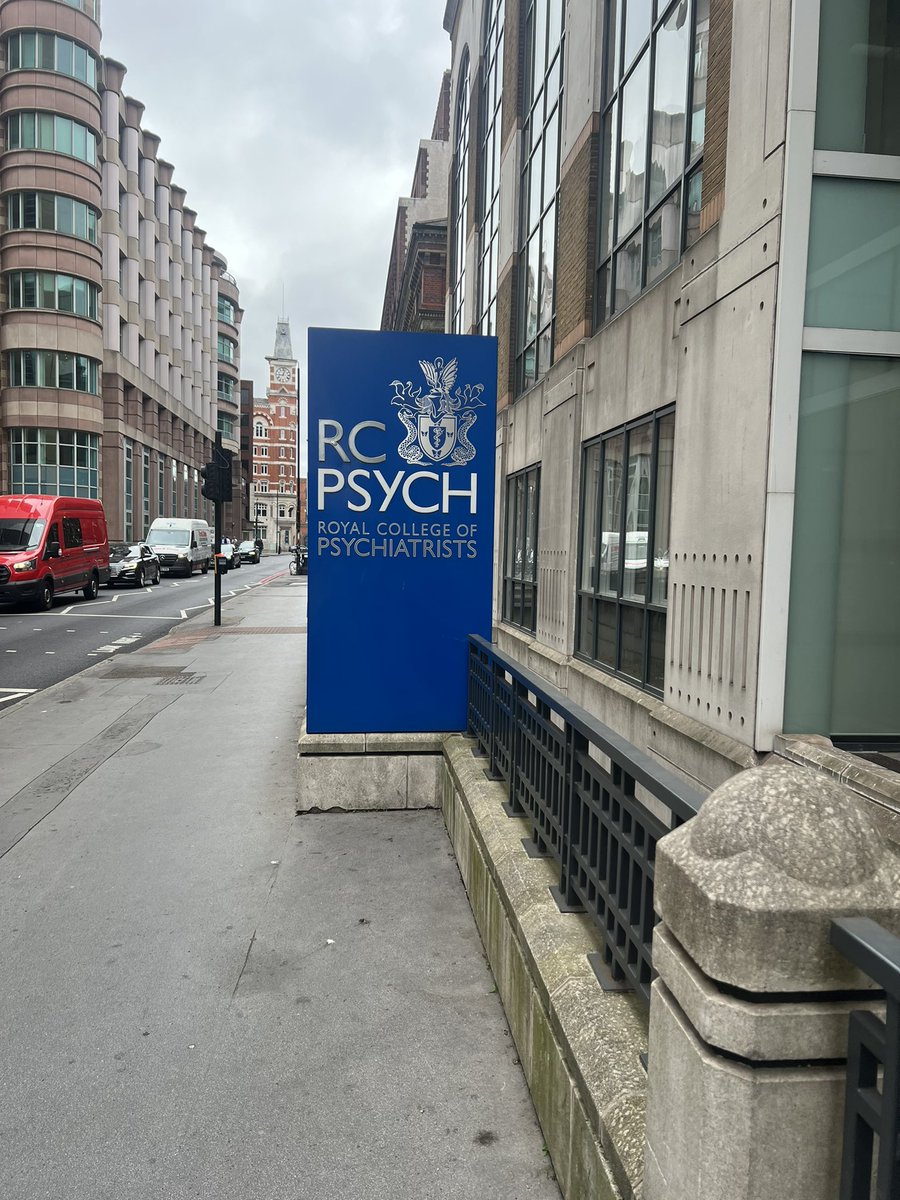 RC
PSYCH
ROYAL COLLEGE OF
PSYCHIATRISTS